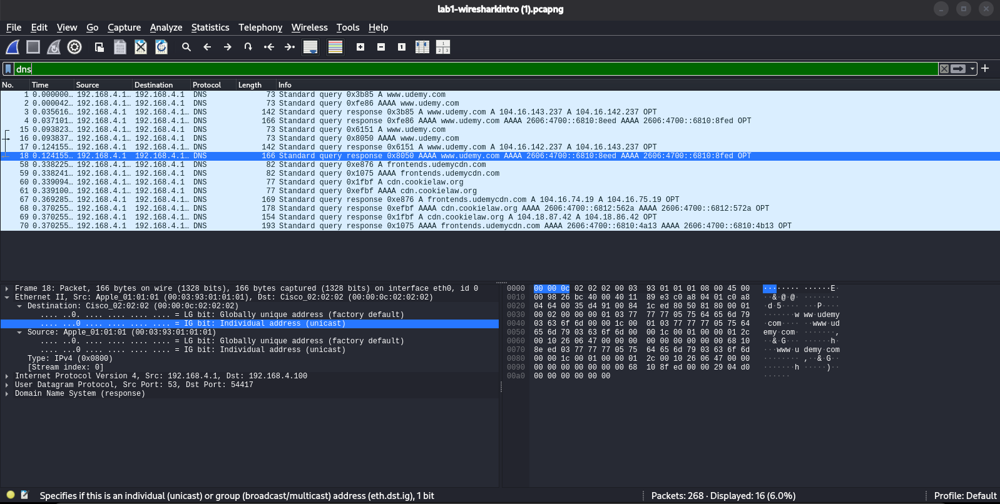 lab1-wiresharkintro (1).pcapng
File Edit View Go Capture Analyze Statistics Telephony Wireless Tools Help
dns
No. Time Source Destination Protocol Length Info
1 0.000000… 192.168.4.1… 192.168.4.1 DNS 73 Standard query 0x3b85 A www.udemy.com
2 0.000042… 192.168.4.1… 192.168.4.1 DNS 73 Standard query 0xfe86 AAAA www.udemy.com
3 0.035616… 192.168.4.1 192.168.4.1… DNS 142 Standard query response 0x3b85 A www.udemy.com A 104.16.143.237 A 104.16.142.237 OPT
4 0.037101… 192.168.4.1 192.168.4.1… DNS 166 Standard query response 0xfe86 AAAA www.udemy.com AAAA 2606:4700::6810:8eed AAAA 2606:4700::6810:8fed OPT
15 0.093823… 192.168.4.1… 192.168.4.1 DNS 73 Standard query 0x6151 A www.udemy.com
16 0.093837… 192.168.4.1… 192.168.4.1 DNS 73 Standard query 0x8050 AAAA www.udemy.com
17 0.124155… 192.168.4.1 192.168.4.1… DNS 142 Standard query response 0x6151 A www.udemy.com A 104.16.142.237 A 104.16.143.237 OPT
18 0.124155… 192.168.4.1 192.168.4.1… DNS 166 Standard query response 0x8050 AAAA www.udemy.com AAAA 2606:4700::6810:8eed AAAA 2606:4700::6810:8fed OPT
58 0.338225… 192.168.4.1… 192.168.4.1 DNS 82 Standard query 0xe876 A frontends.udemycdn.com
59 0.338241… 192.168.4.1… 192.168.4.1 DNS 82 Standard query 0x1075 AAAA frontends.udemycdn.com
60 0.339094… 192.168.4.1… 192.168.4.1 DNS 77 Standard query 0x1fbf A cdn.cookielaw.org
61 0.339100… 192.168.4.1… 192.168.4.1 DNS 77 Standard query 0xefbf AAAA cdn.cookielaw.org
67 0.369285… 192.168.4.1 192.168.4.1… DNS 169 Standard query response 0xe876 A frontends.udemycdn.com A 104.16.74.19 A 104.16.75.19 OPT
68 0.370255… 192.168.4.1 192.168.4.1… DNS 178 Standard query response 0xefbf AAAA cdn.cookielaw.org AAAA 2606:4700::6812:562a AAAA 2606:4700::6812:572a OPT
69 0.370255… 192.168.4.1 192.168.4.1… DNS 154 Standard query response 0x1fbf A cdn.cookielaw.org A 104.18.87.42 A 104.18.86.42 OPT
70 0.370255… 192.168.4.1 192.168.4.1… DNS 193 Standard query response 0x1075 AAAA frontends.udemycdn.com AAAA 2606:4700::6810:4a13 AAAA 2606:4700::6810:4b13 OPT
Frame 18: Packet, 166 bytes on wire (1328 bits), 166 bytes captured (1328 bits) on interface eth0, id 0
Ethernet II, Src: Apple_01:01:01 (00:03:93:01:01:01), Dst: Cisco_02:02:02 (00:00:0c:02:02:02)
Destination: Cisco_02:02:02 (00:00:0c:02:02:02)
.... ..0. .... .... .... .... = LG bit: Globally unique address (factory default)
.... ...0 .... .... .... .... = IG bit: Individual address (unicast)
Source: Apple_01:01:01 (00:03:93:01:01:01)
.... ..0. .... .... .... .... = LG bit: Globally unique address (factory default)
.... ...0 .... .... .... .... = IG bit: Individual address (unicast)
Type: IPv4 (0x0800)
[Stream index: 0]
Internet Protocol Version 4, Src: 192.168.4.1, Dst: 192.168.4.100
User Datagram Protocol, Src Port: 53, Dst Port: 54417
Domain Name System (response)
0000 00 00 0c 02 02 02 00 03 93 01 01 01 08 00 45 00 ········ ······E·
0010 00 98 26 bc 40 00 40 11 89 e3 c0 a8 04 01 c0 a8 ··&·@·@· ········
0020 04 64 00 35 d4 91 00 84 1c ed 80 50 81 80 00 01 ·d·5···· ···P····
0030 00 02 00 00 00 01 03 77 77 77 05 75 64 65 6d 79 ·······w ww·udemy
0040 03 63 6f 6d 00 00 1c 00 01 03 77 77 77 05 75 64 ·com···· ··www·ud
0050 65 6d 79 03 63 6f 6d 00 00 1c 00 01 00 00 01 2c emy·com· ·······,
0060 00 10 26 06 47 00 00 00 00 00 00 00 00 00 68 10 ··&·G··· ······h·
0070 8e ed 03 77 77 77 05 75 64 65 6d 79 03 63 6f 6d ···www·u demy·com
0080 00 00 1c 00 01 00 00 01 2c 00 10 26 06 47 00 00 ········ ,··&·G··
0090 00 00 00 00 00 00 00 68 10 8f ed 00 00 29 04 d0 ·······h ·····)··
00a0 00 00 00 00 00 00 ······
Specifies if this is an individual (unicast) or group (broadcast/multicast) address (eth.dst.ig), 1 bit
Packets: 268 · Displayed: 16 (6.0%)
Profile: Default